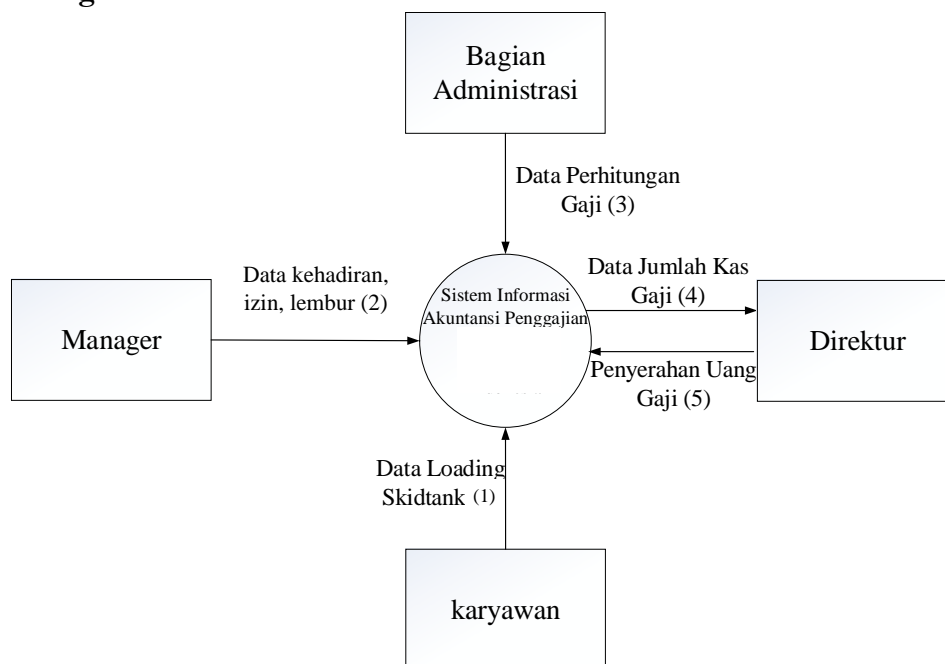 Bagian
Administrasi
Data Perhitungan
Gaji (3)
Data kehadiran,
izin, lembur (2)
Sistem Informasi
Akuntansi Penggajian
Data Jumlah Kas
Gaji (4)
Manager
Direktur
Penyerahan Uang
Gaji (5)
Data Loading
Skidtank (1)
karyawan